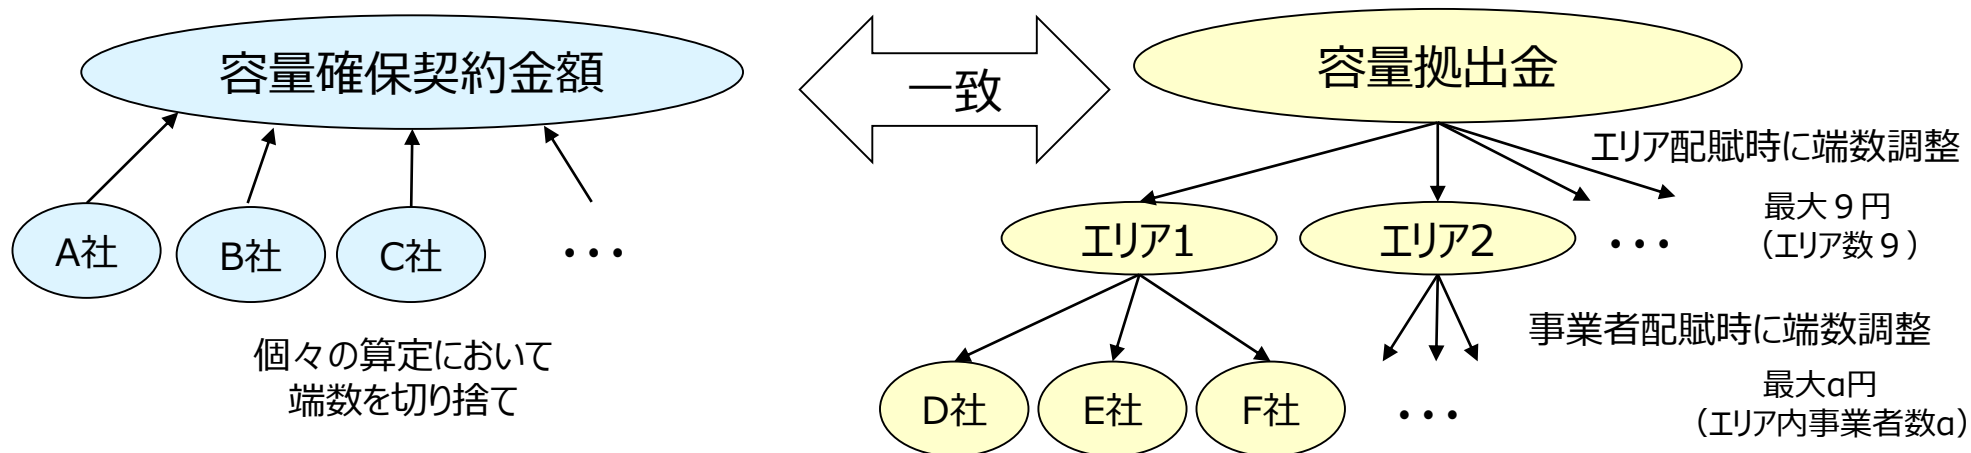 容量確保契約金額
一致
容量拠出金
エリア配賦時に端数調整
最大９円
（エリア数９）
A社
B社
C社
・・・
エリア1
エリア2
・・・
個々の算定において
端数を切り捨て
事業者配賦時に端数調整
最大α円
（エリア内事業者数α）
D社
E社
F社
・・・